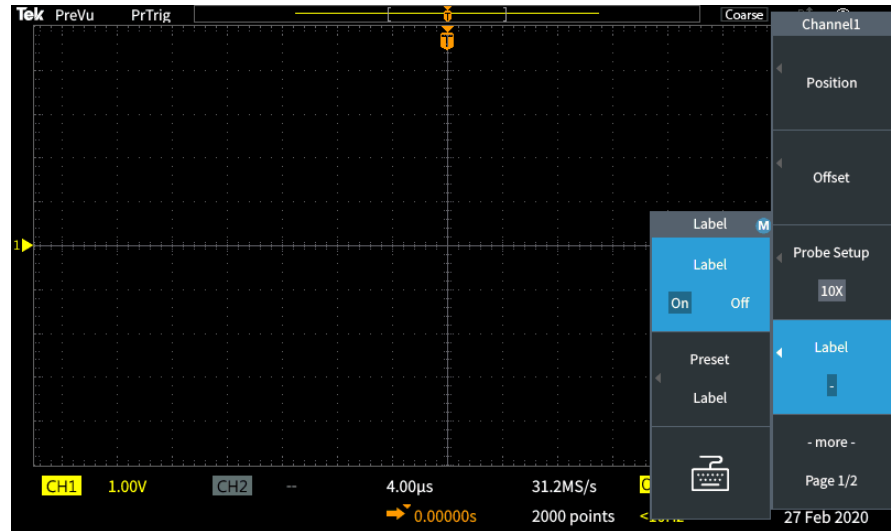 Tek PreVu PrTrig
Coarse
T
T
Channel1
Position
Offset
Label M
Label
On Off
Probe Setup
10X
1
Preset
Label
Label
-
- more -
Page 1/2
CH1 1.00V CH2 -- 4.00µs 31.2MS/s
0.00000s 2000 points 27 Feb 2020